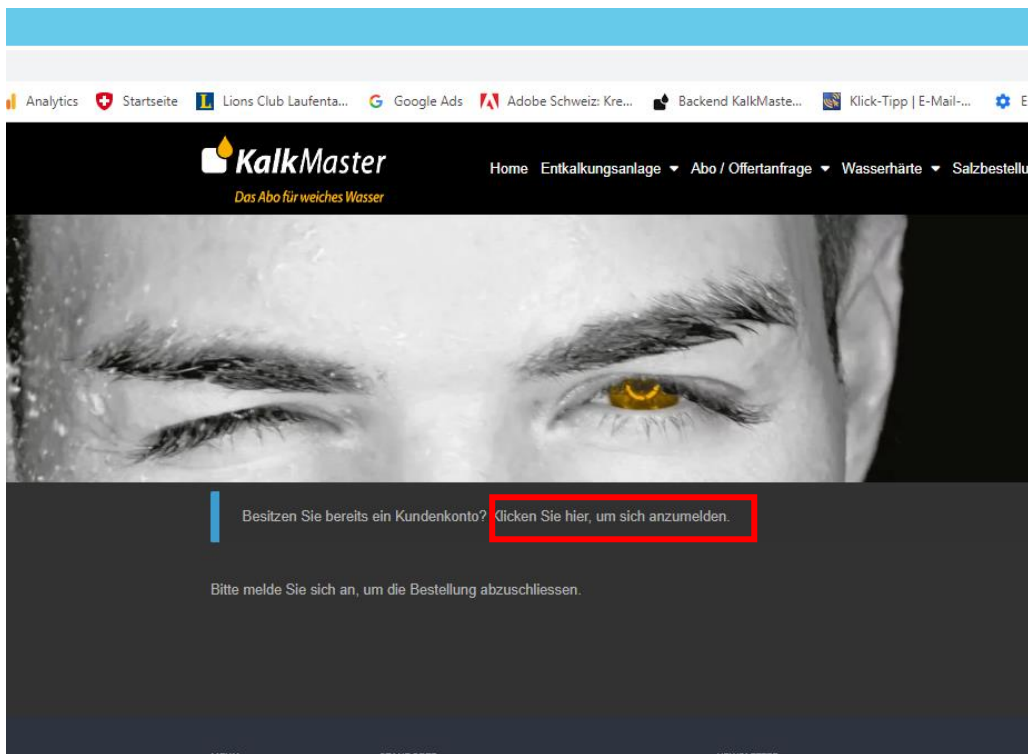 Analytics Startseite Lions Club Laufenta... Google Ads Adobe Schweiz: Kre... Backend KalkMaste... Klick-Tipp | E-Mail-... E
KalkMaster
Das Abo für weiches Wasser
Home Entkalkungsanlage Abo / Offertanfrage Wasserhärte Salzbestellu
Besitzen Sie bereits ein Kundenkonto? Klicken Sie hier, um sich anzumelden.
Bitte melde Sie sich an, um die Bestellung abzuschliessen.